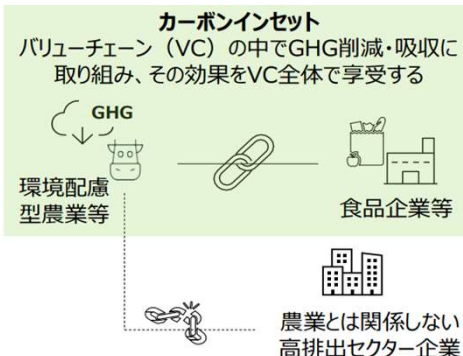 カーボンインセット
バリューチェーン（VC）の中でGHG削減・吸収に
取り組み、その効果をVC全体で享受する
GHG
環境配慮
型農業等
食品企業等
農業とは関係しない
高排出セクター企業